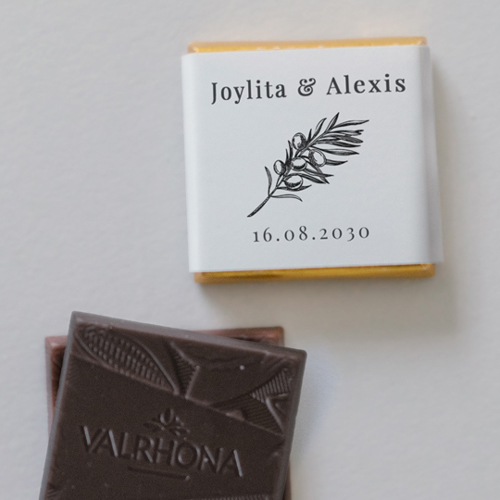 Joylita & Alexis
16.08.2030
VALRHONA